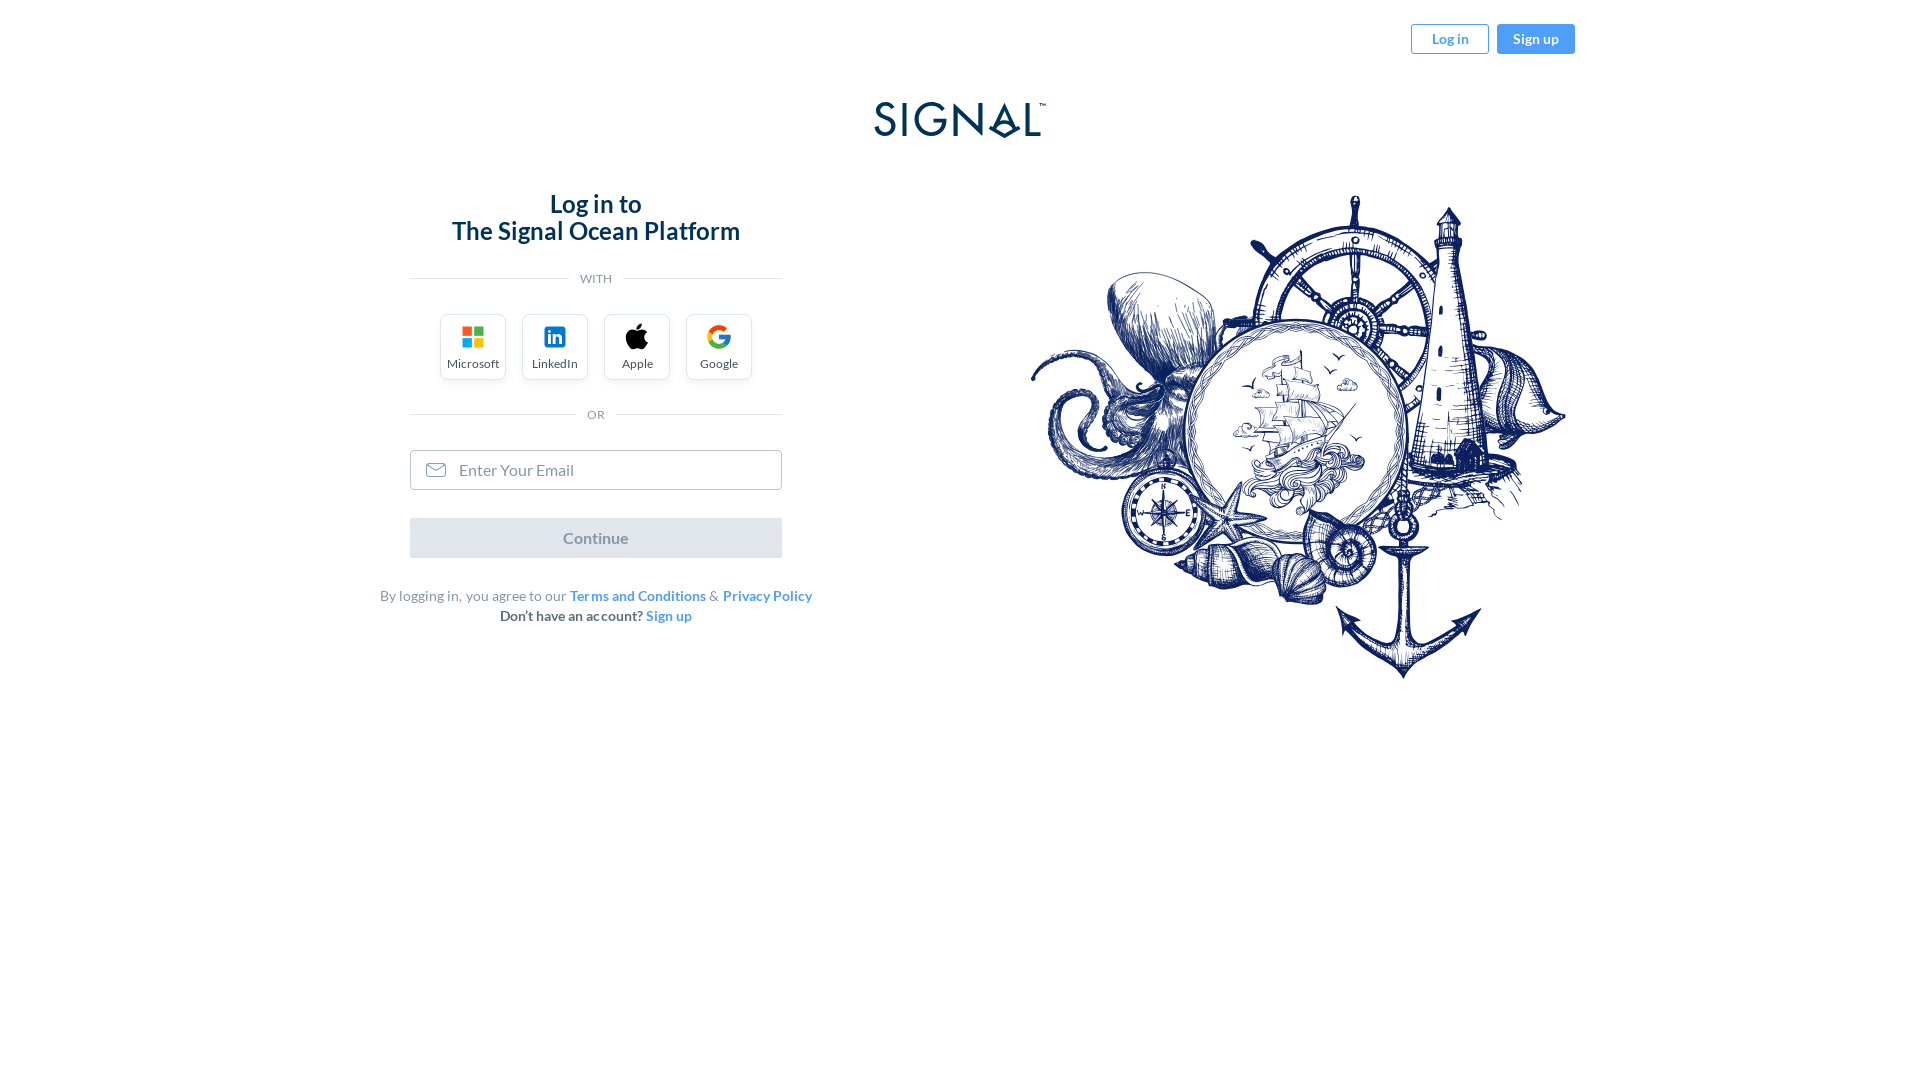 Log in
Sign up
SIGNAL™
Log in to
The Signal Ocean Platform
WITH
Microsoft
LinkedIn
Apple
Google
OR
Enter Your Email
Continue
By logging in, you agree to our Terms and Conditions & Privacy Policy
Don't have an account? Sign up
N
W
E
S